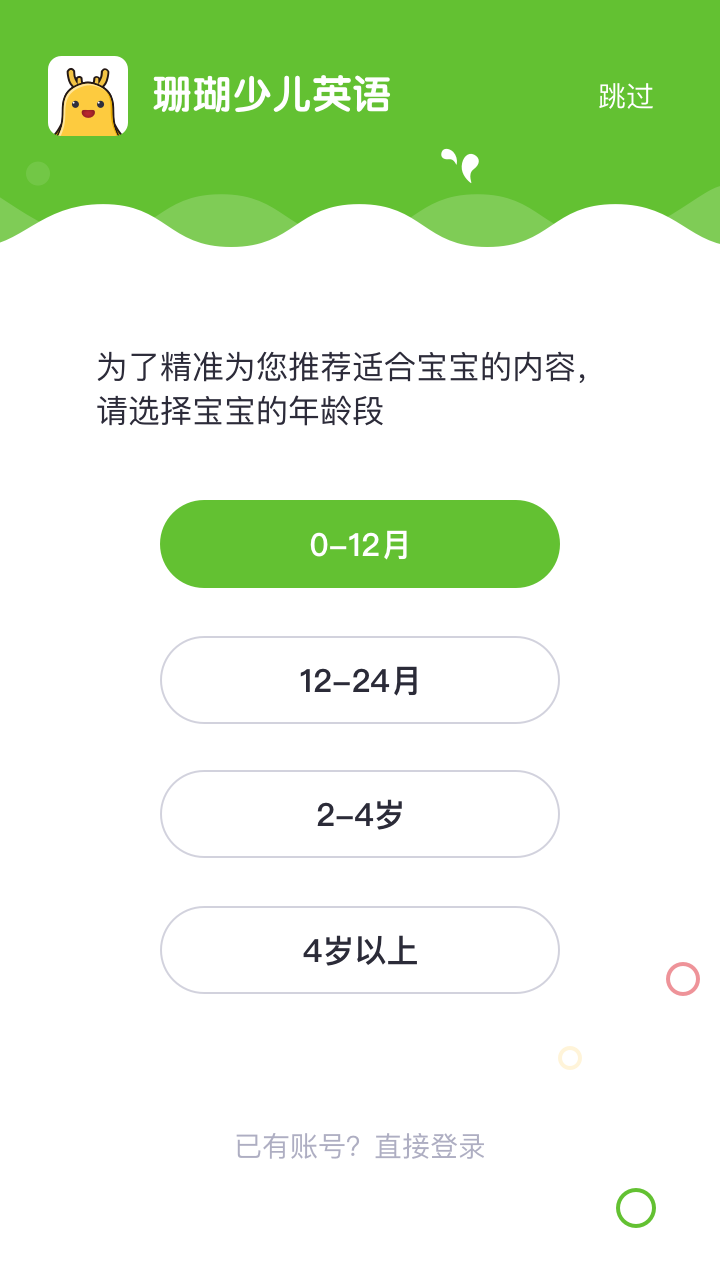 珊瑚少儿英语
跳过
为了精准为您推荐适合宝宝的内容，
请选择宝宝的年龄段
0–12月
12–24月
2–4岁
4岁以上
已有账号？直接登录